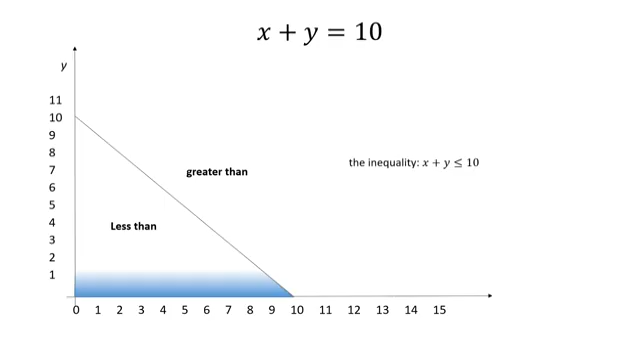 x + y = 10
y
11
10
9
8
7
6
5
4
3
2
1
greater than
the inequality: x + y ≤ 10
Less than
0 1 2 3 4 5 6 7 8 9 10 11 12 13 14 15